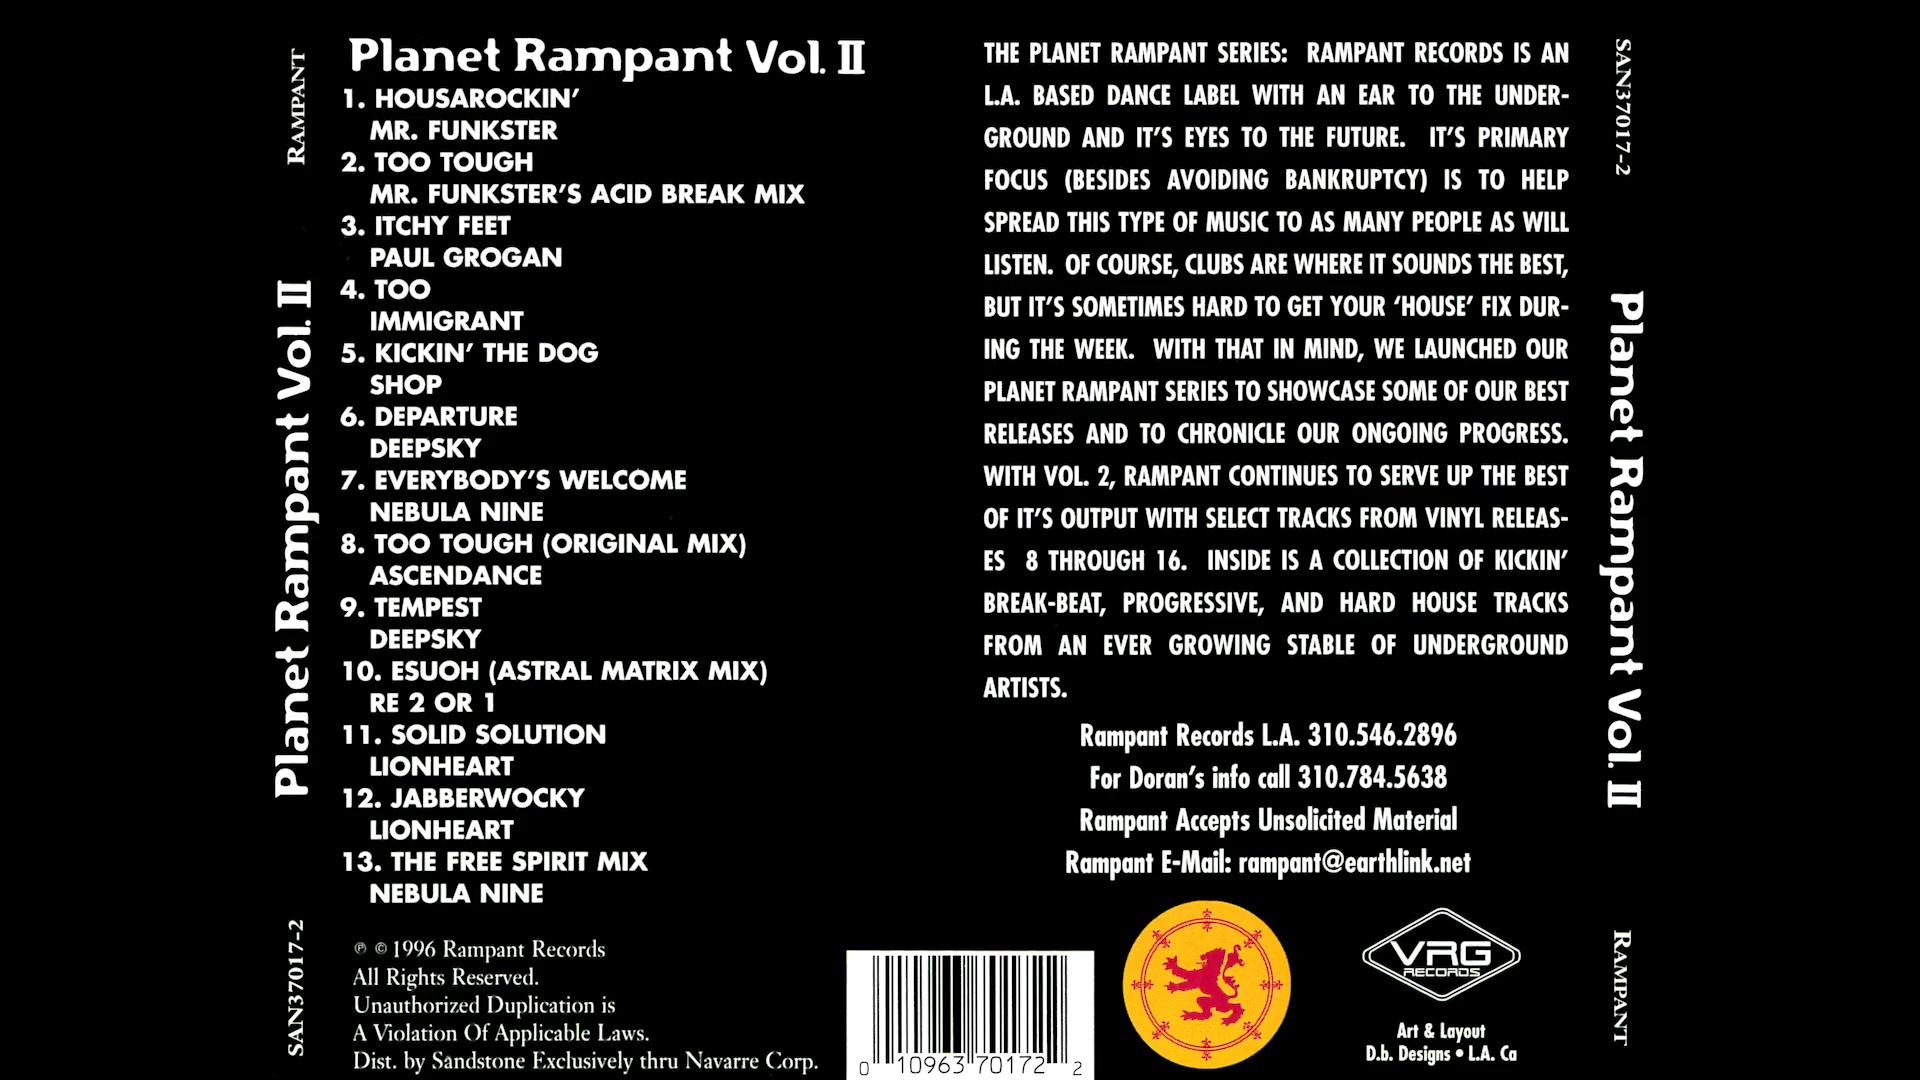 RAMPANT
Planet Rampant Vol. II
SAN37017-2
Planet Rampant Vol. II
1. HOUSAROCKIN'
MR. FUNKSTER
2. TOO TOUGH
MR. FUNKSTER'S ACID BREAK MIX
3. ITCHY FEET
PAUL GROGAN
4. TOO
IMMIGRANT
5. KICKIN' THE DOG
SHOP
6. DEPARTURE
DEEPSKY
7. EVERYBODY'S WELCOME
NEBULA NINE
8. TOO TOUGH (ORIGINAL MIX)
ASCENDANCE
9. TEMPEST
DEEPSKY
10. ESUOH (ASTRAL MATRIX MIX)
RE 2 OR 1
11. SOLID SOLUTION
LIONHEART
12. JABBERWOCKY
LIONHEART
13. THE FREE SPIRIT MIX
NEBULA NINE
℗ © 1996 Rampant Records
All Rights Reserved.
Unauthorized Duplication is
A Violation Of Applicable Laws.
Dist. by Sandstone Exclusively thru Navarre Corp.
0 10963 70172 2
THE PLANET RAMPANT SERIES: RAMPANT RECORDS IS AN
L.A. BASED DANCE LABEL WITH AN EAR TO THE UNDER-
GROUND AND IT'S EYES TO THE FUTURE. IT'S PRIMARY
FOCUS (BESIDES AVOIDING BANKRUPTCY) IS TO HELP
SPREAD THIS TYPE OF MUSIC TO AS MANY PEOPLE AS WILL
LISTEN. OF COURSE, CLUBS ARE WHERE IT SOUNDS THE BEST,
BUT IT'S SOMETIMES HARD TO GET YOUR 'HOUSE' FIX DUR-
ING THE WEEK. WITH THAT IN MIND, WE LAUNCHED OUR
PLANET RAMPANT SERIES TO SHOWCASE SOME OF OUR BEST
RELEASES AND TO CHRONICLE OUR ONGOING PROGRESS.
WITH VOL. 2, RAMPANT CONTINUES TO SERVE UP THE BEST
OF IT'S OUTPUT WITH SELECT TRACKS FROM VINYL RELEAS-
ES 8 THROUGH 16. INSIDE IS A COLLECTION OF KICKIN'
BREAK-BEAT, PROGRESSIVE, AND HARD HOUSE TRACKS
FROM AN EVER GROWING STABLE OF UNDERGROUND
ARTISTS.
Rampant Records L.A. 310.546.2896
For Doran's info call 310.784.5638
Rampant Accepts Unsolicited Material
Rampant E-Mail: rampant@earthlink.net
VRG
RECORDS
Art & Layout
D.b. Designs • L.A. Ca
SAN37017-2
Planet Rampant Vol. II
RAMPANT